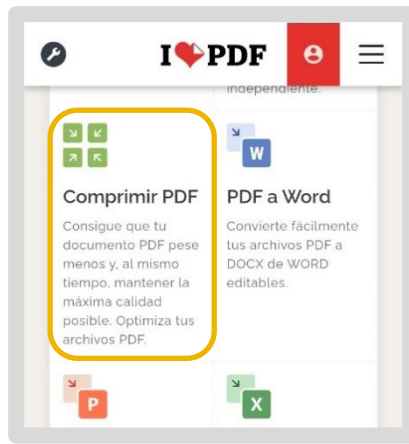 I PDF
independiente.
Comprimir PDF
Consigue que tu
documento PDF pese
menos y, al mismo
tiempo, mantener la
máxima calidad
posible. Optimiza tus
archivos PDF.
W
PDF a Word
Convierte fácilmente
tus archivos PDF a
DOCX de WORD
editables.
P
X